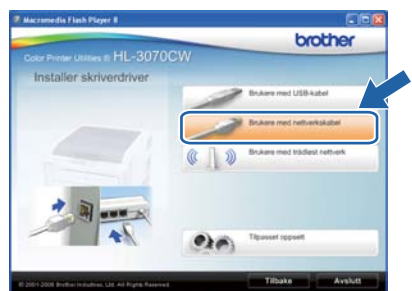 Macromedia Flash Player 8
brother
Color Printer Utilities © HL-3070CW
Installer skriverdriver
Brukere med USB-kabel
Brukere med nettverkskabel
Brukere med trådløst nettverk
Tilpasset oppsett
© 2001-2008 Brother Industries, Ltd. All Rights Reserved.
Tilbake
Avslutt